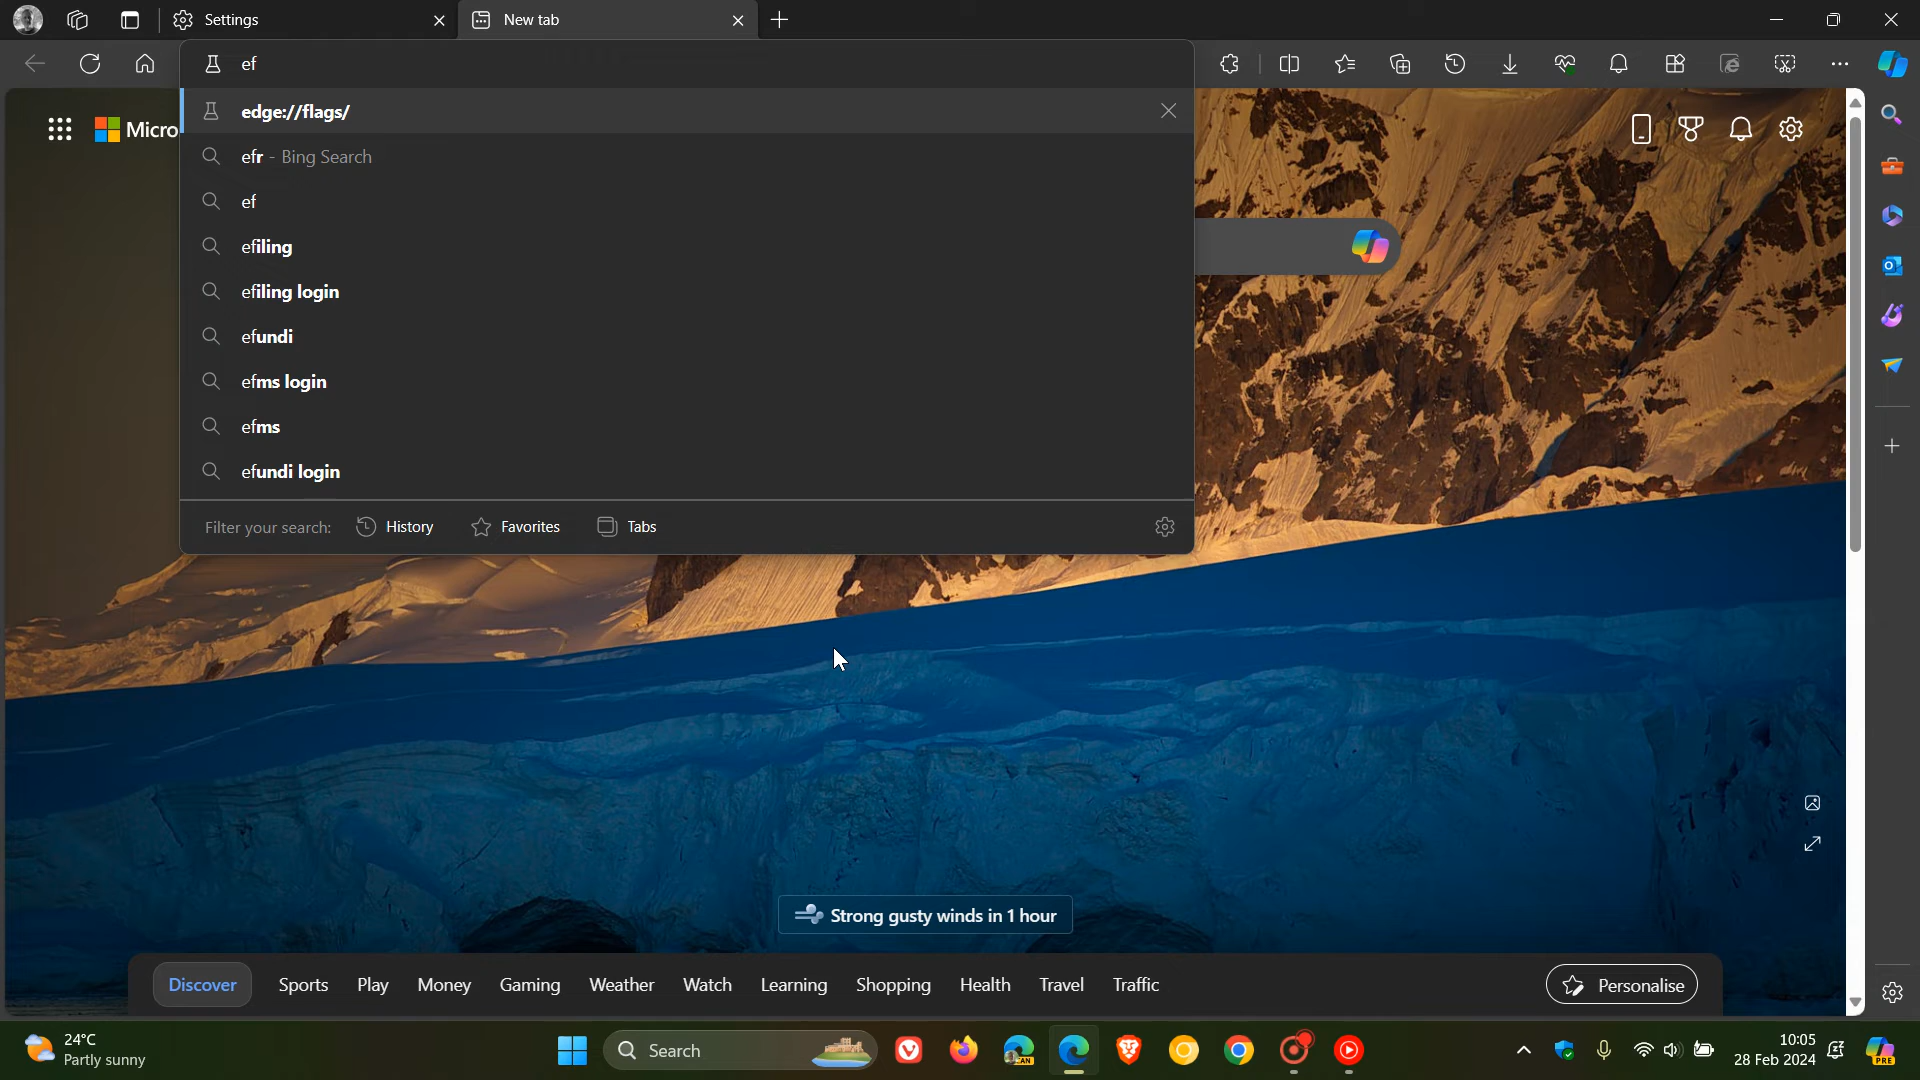 Settings
New tab
ef
edge://flags/
Micro
efr - Bing Search
ef
efiling
efiling login
efundi
efms login
efms
efundi login
Filter your search:
History
Favorites
Tabs
Strong gusty winds in 1 hour
Discover
Sports
Play
Money
Gaming
Weather
Watch
Learning
Shopping
Health
Travel
Traffic
Personalise
24°C
Partly sunny
Search
CAN
10:05
28 Feb 2024
PRE